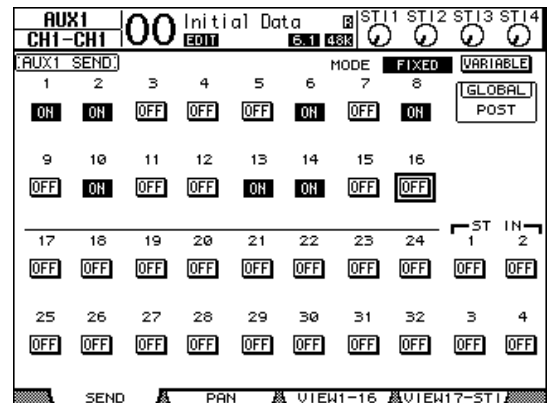 AUX1 00 Initial Data STI1 STI2 STI3 STI4
CH1-CH1 EDIT 6.1 48k
AUX1 SEND MODE FIXED VARIABLE
1 2 3 4 5 6 7 8 GLOBAL
ON ON OFF OFF OFF ON OFF ON POST
9 10 11 12 13 14 15 16
OFF ON OFF OFF ON ON OFF OFF
ST IN
17 18 19 20 21 22 23 24 1 2
OFF OFF OFF OFF OFF OFF OFF OFF OFF OFF
25 26 27 28 29 30 31 32 3 4
OFF OFF OFF OFF OFF OFF OFF OFF OFF OFF
SEND PAN VIEW1-16 VIEW17-STI